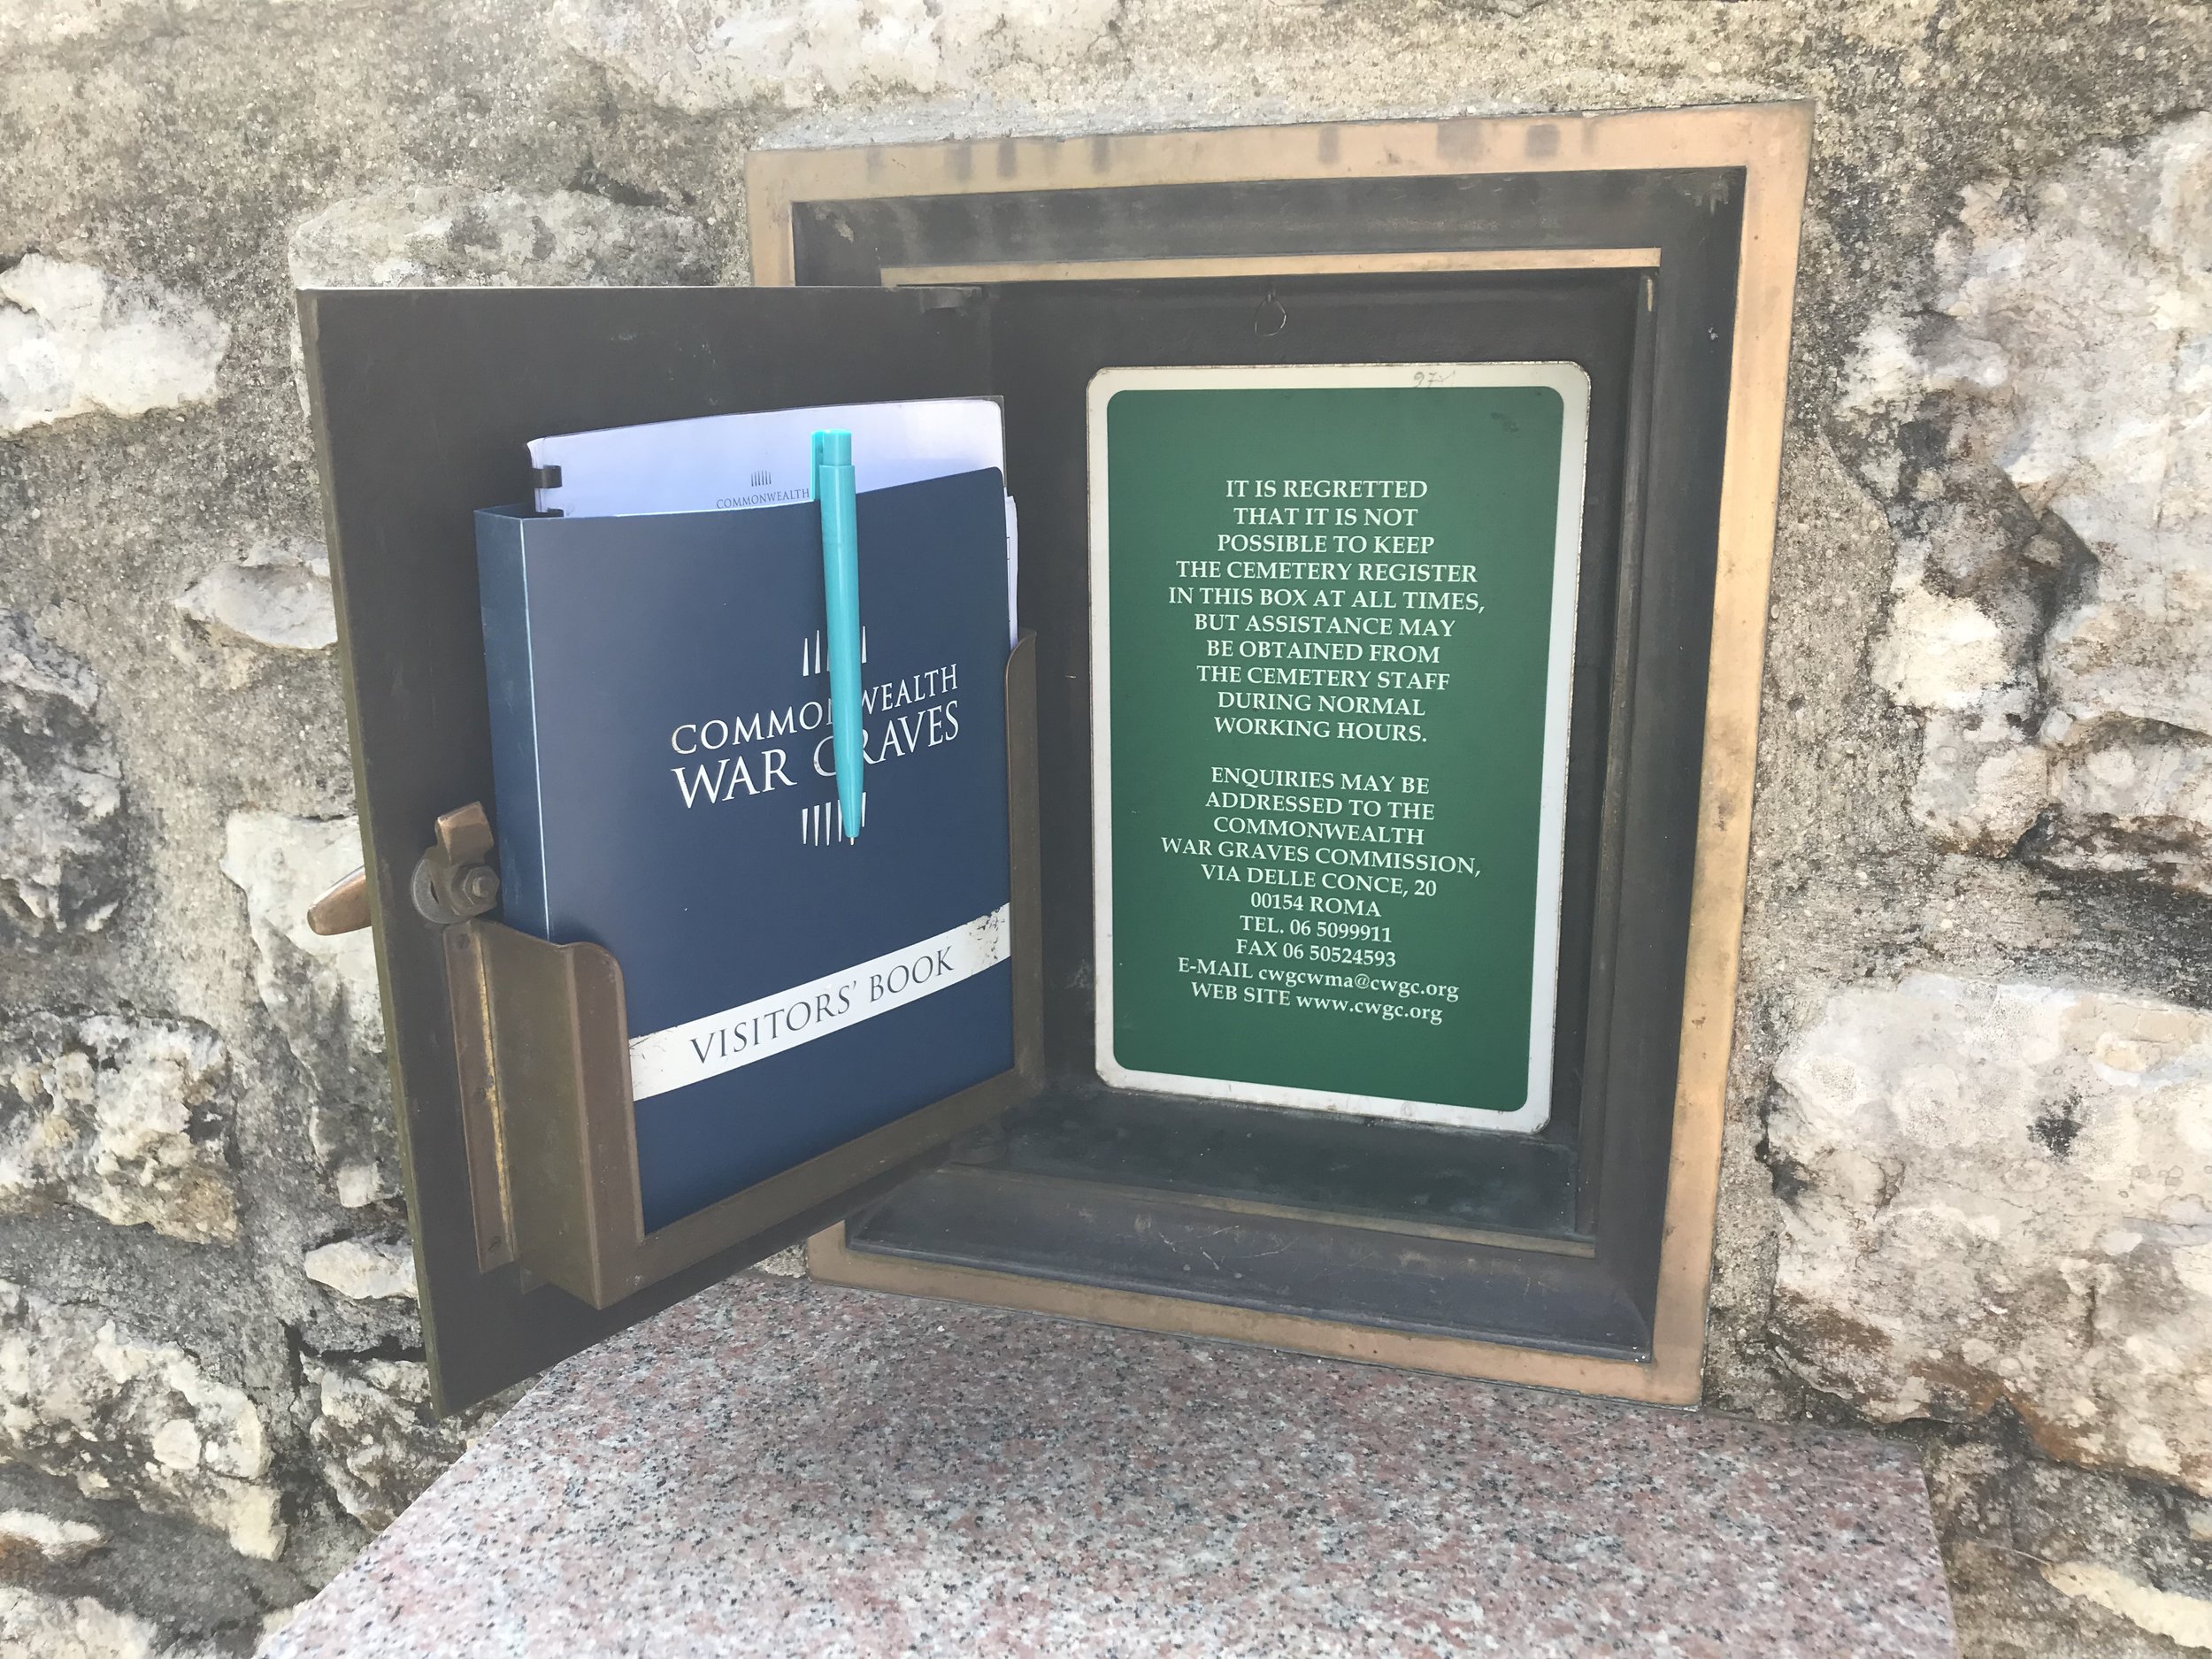 COMMONWEALTH
COMMONWEALTH
WAR GRAVES
VISITORS' BOOK
97
IT IS REGRETTED
THAT IT IS NOT
POSSIBLE TO KEEP
THE CEMETERY REGISTER
IN THIS BOX AT ALL TIMES,
BUT ASSISTANCE MAY
BE OBTAINED FROM
THE CEMETERY STAFF
DURING NORMAL
WORKING HOURS.
ENQUIRIES MAY BE
ADDRESSED TO THE
COMMONWEALTH
WAR GRAVES COMMISSION,
VIA DELLE CONCE, 20
00154 ROMA
TEL. 06 5099911
FAX 06 50524593
E-MAIL cwgcwma@cwgc.org
WEB SITE www.cwgc.org